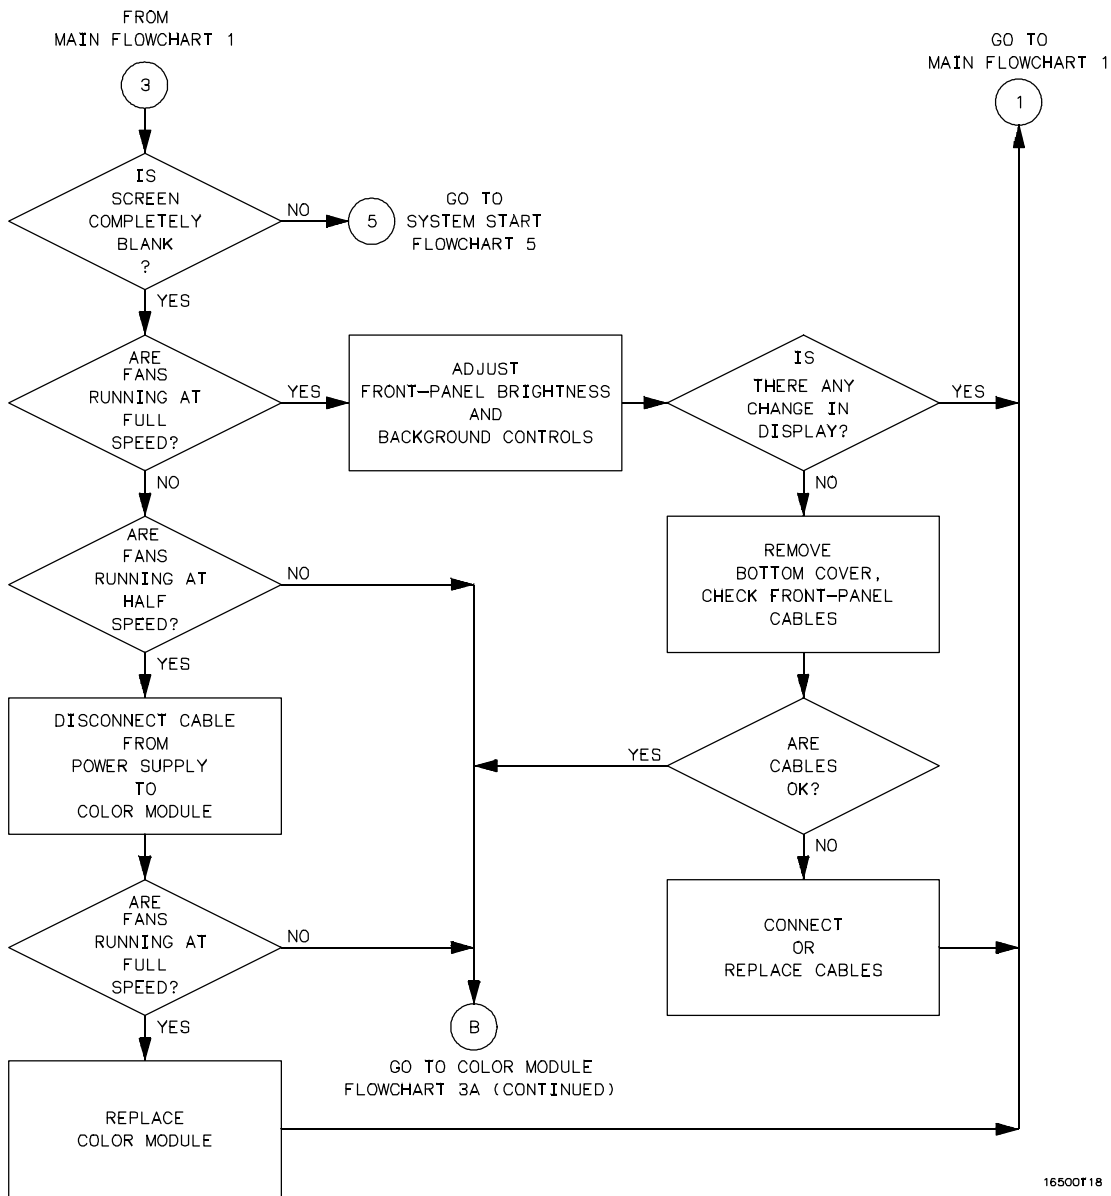 FROM
MAIN FLOWCHART 1
3
GO TO
MAIN FLOWCHART 1
1
IS
SCREEN
COMPLETELY
BLANK
?
NO
5
GO TO
SYSTEM START
FLOWCHART 5
YES
ARE
FANS
RUNNING AT
FULL
SPEED?
YES
ADJUST
FRONT-PANEL BRIGHTNESS
AND
BACKGROUND CONTROLS
IS
THERE ANY
CHANGE IN
DISPLAY?
YES
NO
NO
ARE
FANS
RUNNING AT
HALF
SPEED?
NO
REMOVE
BOTTOM COVER,
CHECK FRONT-PANEL
CABLES
YES
DISCONNECT CABLE
FROM
POWER SUPPLY
TO
COLOR MODULE
YES
ARE
CABLES
OK?
NO
ARE
FANS
RUNNING AT
FULL
SPEED?
NO
CONNECT
OR
REPLACE CABLES
YES
B
GO TO COLOR MODULE
FLOWCHART 3A (CONTINUED)
REPLACE
COLOR MODULE
16500T18